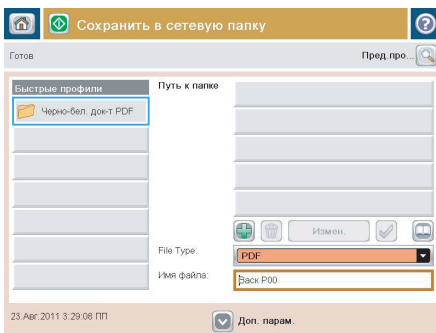 Сохранить в сетевую папку
Готов
Пред.про...
Быстрые профили
Путь к папке
Черно-бел. док-т PDF
Измен.
File Type:
PDF
Имя файла:
Васк P00
23.Авг.2011 3:29:08 ПП
Доп. парам.